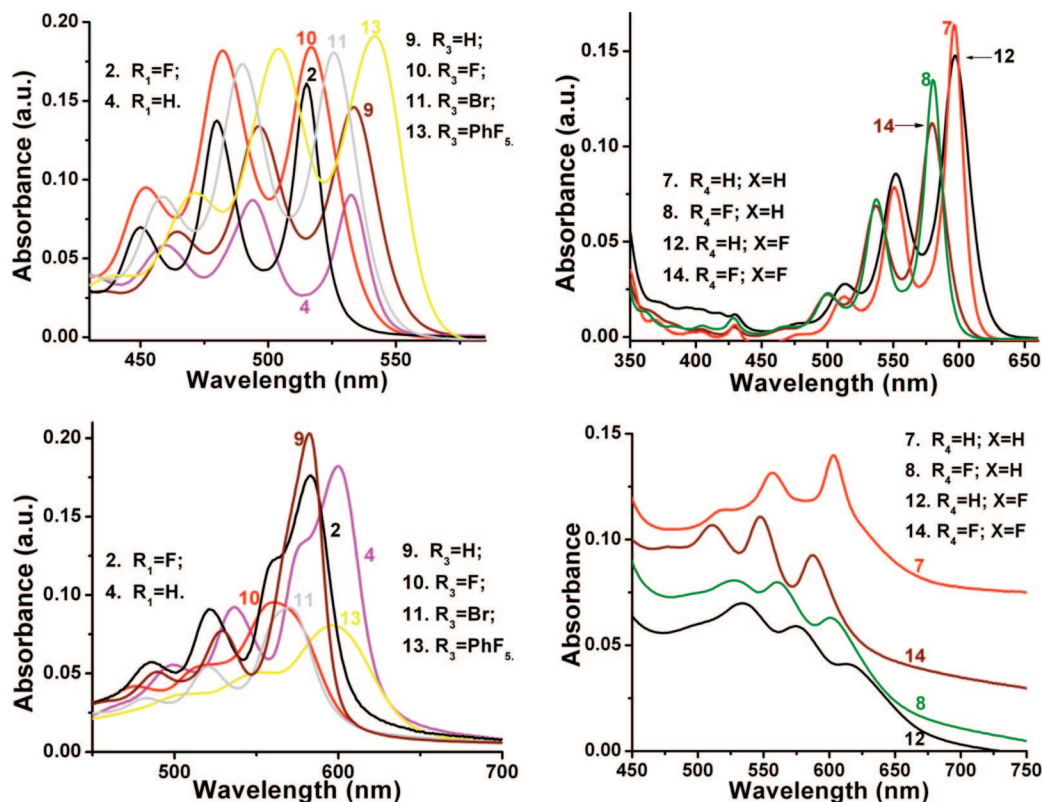 0.20
0.15
0.10
0.05
0.00
Absorbance (a.u.)
450 500 550
Wavelength (nm)
2. R₁=F;
4. R₁=H.
9. R₃=H;
10. R₃=F;
11. R₃=Br;
13. R₃=PhF₅.
10 11 13
2
9
4
0.15
0.10
0.05
0.00
Absorbance (a.u.)
350 400 450 500 550 600 650
Wavelength (nm)
7. R₄=H; X=H
8. R₄=F; X=H
12. R₄=H; X=F
14. R₄=F; X=F
7
12
8
14
0.20
0.15
0.10
0.05
0.00
Absorbance (a.u.)
500 600 700
Wavelength (nm)
2. R₁=F;
4. R₁=H.
9. R₃=H;
10. R₃=F;
11. R₃=Br;
13. R₃=PhF₅.
9
2
4
10 11 13
0.15
0.10
0.05
0.00
Absorbance
450 500 550 600 650 700 750
Wavelength (nm)
7. R₄=H; X=H
8. R₄=F; X=H
12. R₄=H; X=F
14. R₄=F; X=F
7
14
8
12